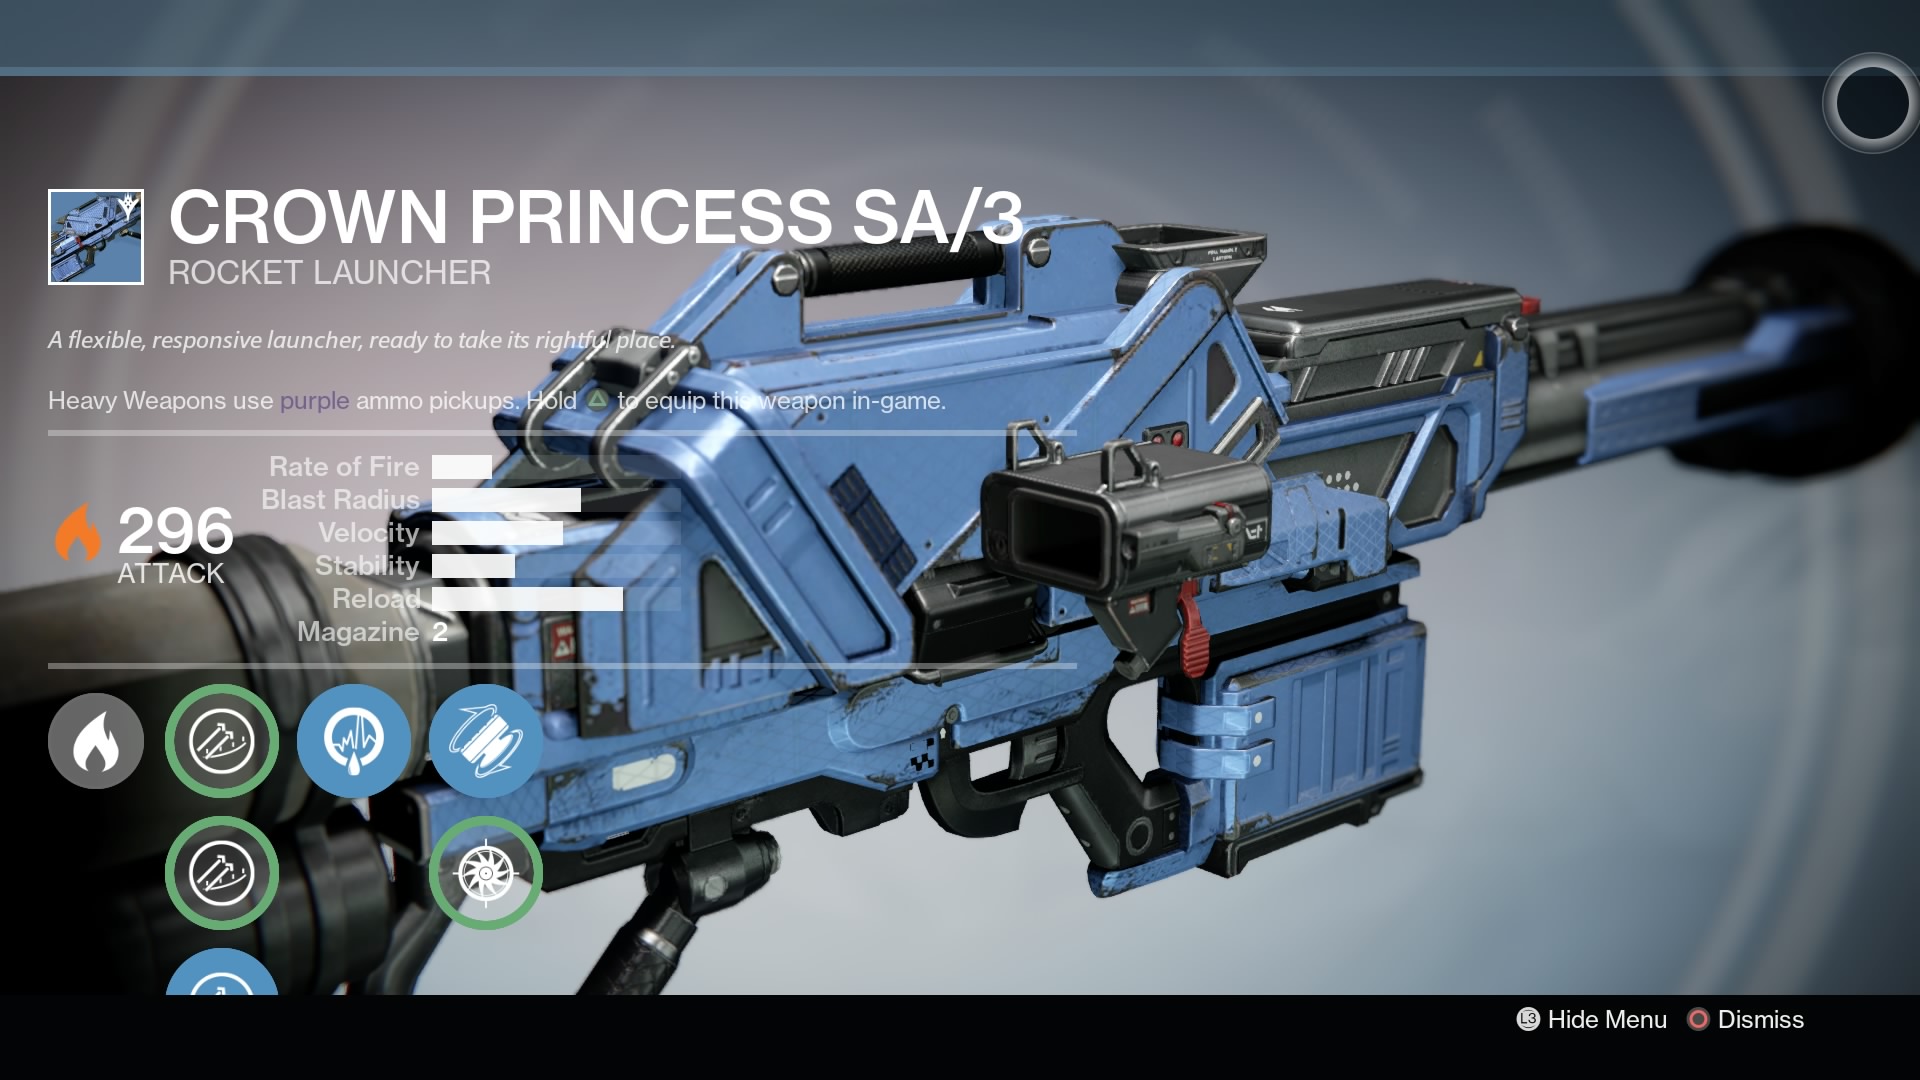 CROWN PRINCESS SA/3
ROCKET LAUNCHER
A flexible, responsive launcher, ready to take its rightful place.
Heavy Weapons use purple ammo pickups. Hold to equip this weapon in-game.
296
ATTACK
Rate of Fire
Blast Radius
Velocity
Stability
Reload
Magazine 2
L3 Hide Menu Dismiss